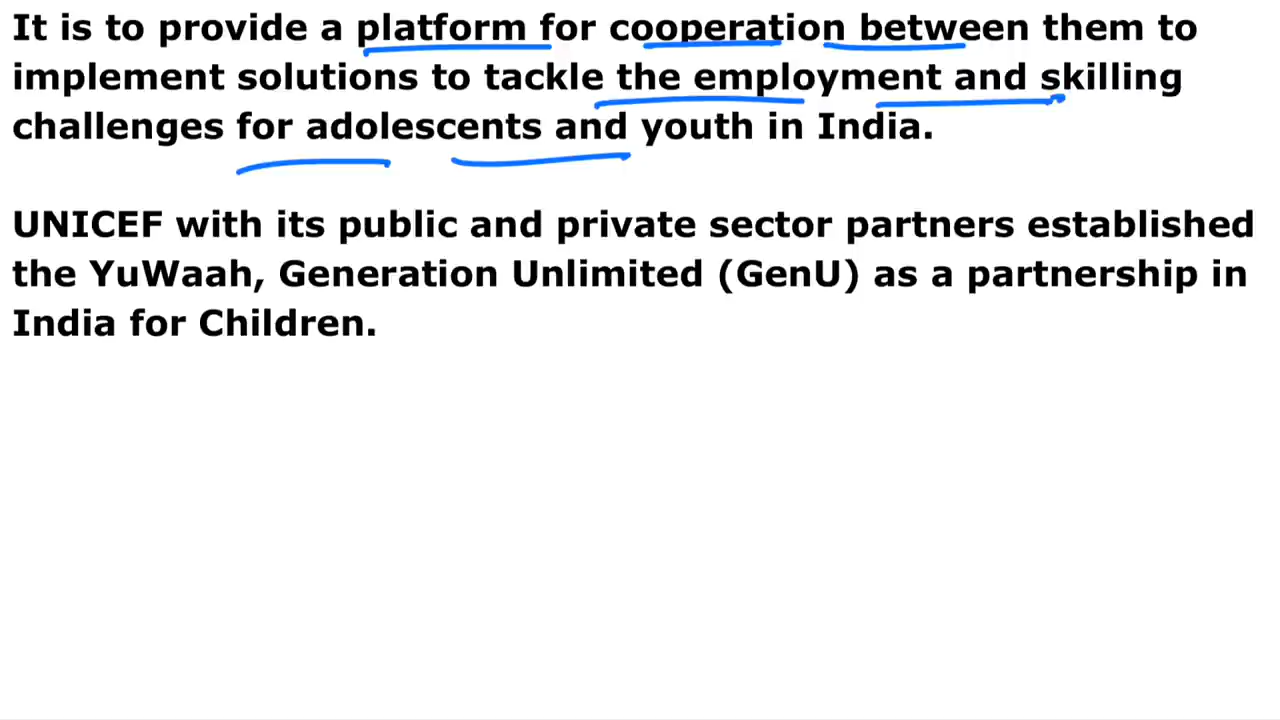 It is to provide a platform for cooperation between them to
implement solutions to tackle the employment and skilling
challenges for adolescents and youth in India.
UNICEF with its public and private sector partners established
the YuWaah, Generation Unlimited (GenU) as a partnership in
India for Children.